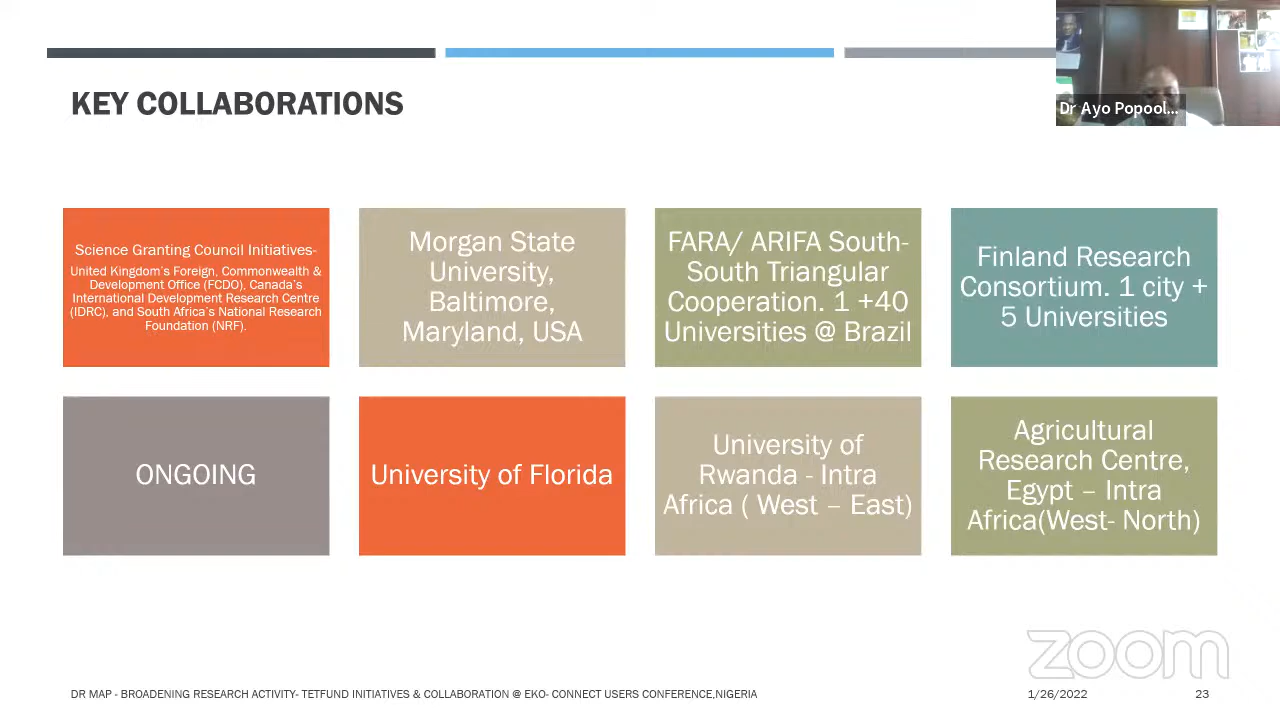 KEY COLLABORATIONS
Dr Ayo Popool...
Science Granting Council Initiatives-
United Kingdom's Foreign, Commonwealth &
Development Office (FCDO), Canada's
International Development Research Centre
(IDRC), and South Africa's National Research
Foundation (NRF).
Morgan State
University,
Baltimore,
Maryland, USA
FARA/ ARIFA South-
South Triangular
Cooperation. 1 +40
Universities @ Brazil
Finland Research
Consortium. 1 city +
5 Universities
ONGOING
University of Florida
University of
Rwanda - Intra
Africa ( West – East)
Agricultural
Research Centre,
Egypt – Intra
Africa(West- North)
zoom
DR MAP - BROADENING RESEARCH ACTIVITY- TETFUND INITIATIVES & COLLABORATION @ EKO- CONNECT USERS CONFERENCE,NIGERIA
1/26/2022
23